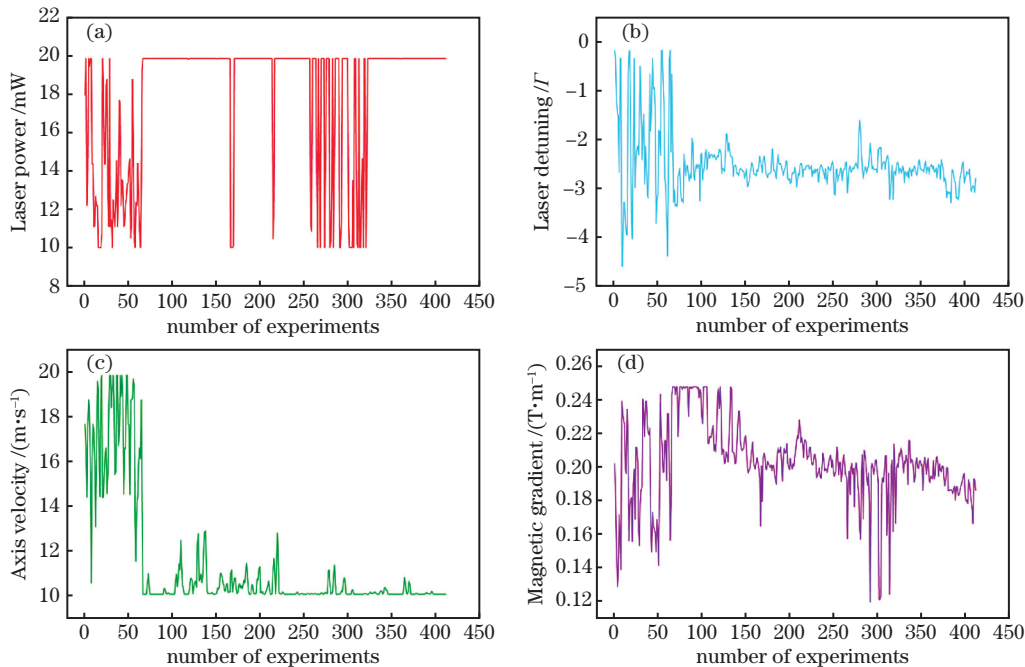 (a)
22
20
18
16
14
12
10
8
Laser power /mW
0 50 100 150 200 250 300 350 400 450
number of experiments
(b)
0
−1
−2
−3
−4
−5
Laser detuning /Γ
0 50 100 150 200 250 300 350 400 450
number of experiments
(c)
20
18
16
14
12
10
Axis velocity /(m·s⁻¹)
0 50 100 150 200 250 300 350 400 450
number of experiments
(d)
0.26
0.24
0.22
0.20
0.18
0.16
0.14
0.12
Magnetic gradient /(T·m⁻¹)
0 50 100 150 200 250 300 350 400 450
number of experiments